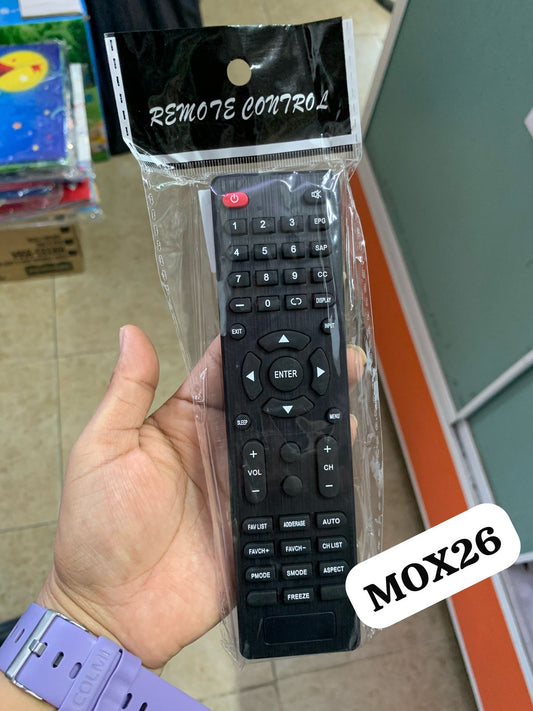 REMOTE CONTROL
1 2 3 EPG
4 5 6 SAP
7 8 9 CC
— 0 DISPLAY
EXIT INPUT
ENTER
SLEEP MENU
+ +
VOL CH
— —
FAV LIST ADD/ERASE AUTO
FAVCH+ FAVCH− CH LIST
PMODE SMODE ASPECT
FREEZE
MOX26
COLMI